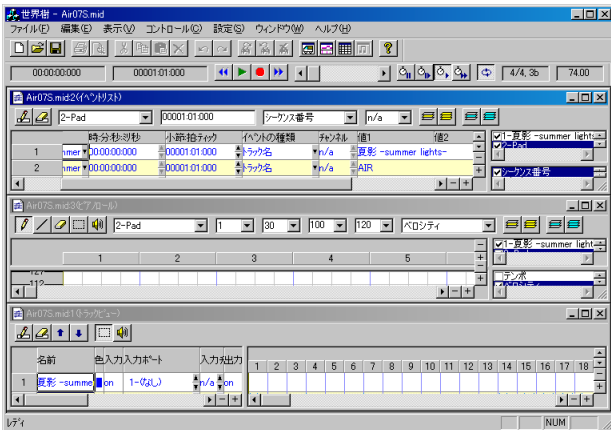 世界樹 - Air07S.mid
ファイル(F) 編集(E) 表示(V) コントロール(C) 設定(S) ウィンドウ(W) ヘルプ(H)
00:00:00:000 00001:01:000 4/4, 3b 74.00
Air07S.mid:2(イベントリスト)
2-Pad 00001:01:000 シーケンス番号 n/a
時:分:秒:ミリ秒 小節:拍:ティック イベントの種類 チャンネル 値1 値2
1 nmer 00:00:00:000 00001:01:000 トラック名 n/a 夏影 -summer lights-
2 nmer 00:00:00:000 00001:01:000 トラック名 n/a AIR
1-夏影 -summer lights-
2-Pad
シーケンス番号
Air07S.mid:3(ピアノロール)
2-Pad 1 30 100 120 ベロシティ
1 2 3 4 5
127
112
1-夏影 -summer light
テンポ
ベロシティ
Air07S.mid:1(トラックビュー)
名前 色 入力 入力ポート 入力 出力
1 2 3 4 5 6 7 8 9 10 11 12 13 14 15 16 17 18
1 夏影 -summe on 1-(なし) n/a on
レディ NUM